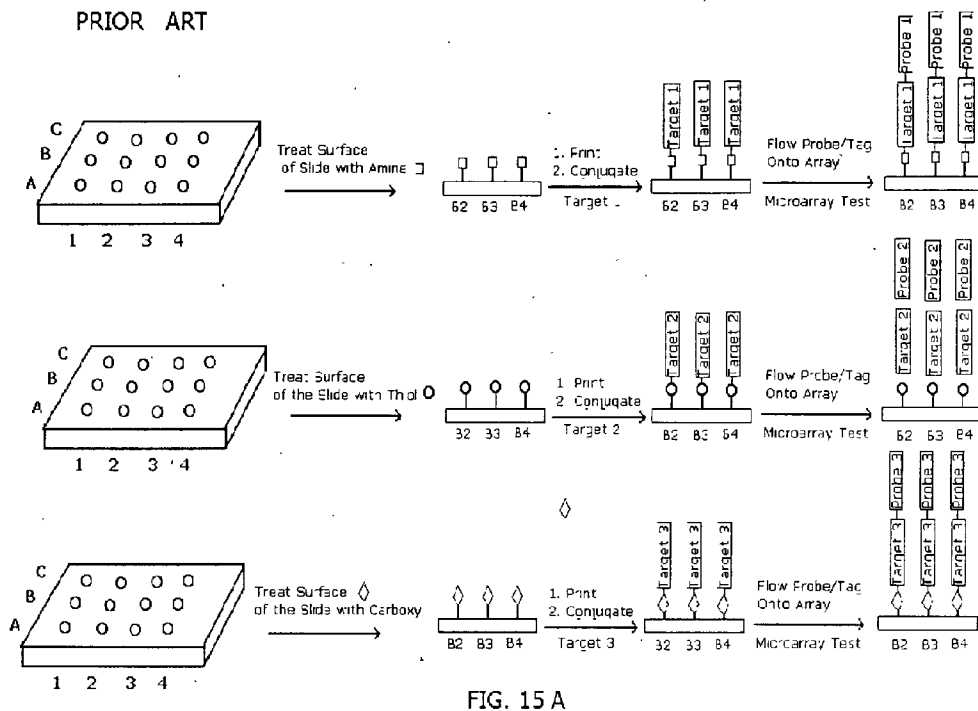 PRIOR ART
C
B
A
1 2 3 4
Treat Surface
of Slide with Amine
B2 B3 B4
1. Print
2. Conjugate
Target
Target 1 Target 1 Target 1
B2 B3 B4
Flow Probe/Tag
Onto Array
Microarray Test
Probe 1 Probe 1 Probe 1
Target 1 Target 1 Target 1
B2 B3 B4
C
B
A
1 2 3 4
Treat Surface
of the Slide with Thiol
B2 B3 B4
1 Print
2 Conjugate
Target 2
Target 2 Target 2 Target 2
B2 B3 B4
Flow Probe/Tag
Onto Array
Microarray Test
Probe 2 Probe 2 Probe 2
Target 2 Target 2 Target 2
B2 B3 B4
C
B
A
1 2 3 4
Treat Surface
of the Slide with Carboxy
B2 B3 B4
1. Print
2. Conjugate
Target 3
Target 3 Target 3 Target 3
B2 B3 B4
Flow Probe/Tag
Onto Array
Microarray Test
Probe 3 Probe 3 Probe 3
Target 3 Target 3 Target 3
B2 B3 B4
FIG. 15 A